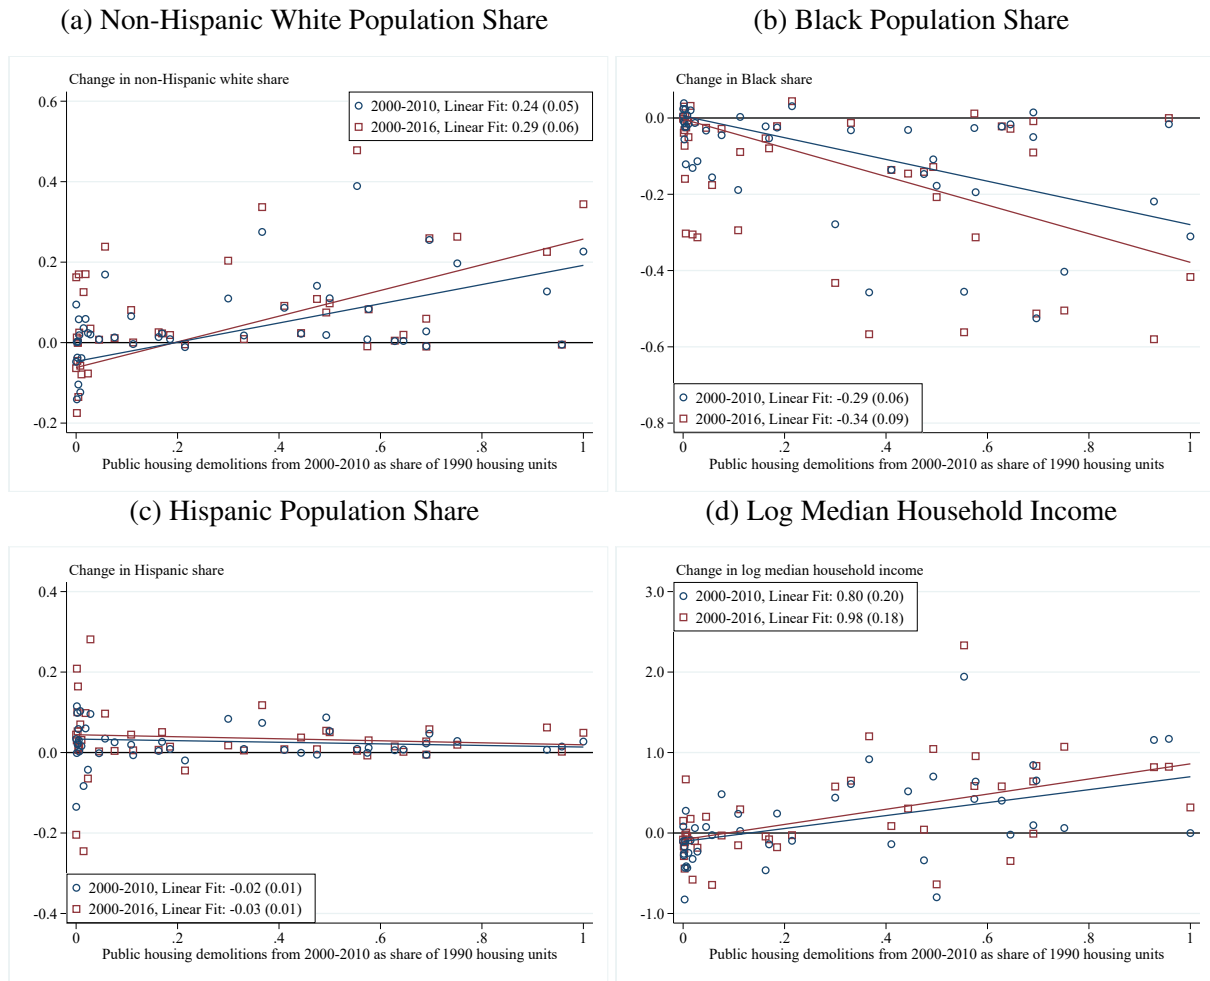 (a) Non-Hispanic White Population Share
Change in non-Hispanic white share
2000-2010, Linear Fit: 0.24 (0.05)
2000-2016, Linear Fit: 0.29 (0.06)
0.6
0.4
0.2
0.0
-0.2
0 .2 .4 .6 .8 1
Public housing demolitions from 2000-2010 as share of 1990 housing units
(b) Black Population Share
Change in Black share
0.0
-0.2
-0.4
-0.6
-0.8
2000-2010, Linear Fit: -0.29 (0.06)
2000-2016, Linear Fit: -0.34 (0.09)
0 .2 .4 .6 .8 1
Public housing demolitions from 2000-2010 as share of 1990 housing units
(c) Hispanic Population Share
Change in Hispanic share
0.4
0.2
0.0
-0.2
-0.4
2000-2010, Linear Fit: -0.02 (0.01)
2000-2016, Linear Fit: -0.03 (0.01)
0 .2 .4 .6 .8 1
Public housing demolitions from 2000-2010 as share of 1990 housing units
(d) Log Median Household Income
Change in log median household income
2000-2010, Linear Fit: 0.80 (0.20)
2000-2016, Linear Fit: 0.98 (0.18)
3.0
2.0
1.0
0.0
-1.0
0 .2 .4 .6 .8 1
Public housing demolitions from 2000-2010 as share of 1990 housing units